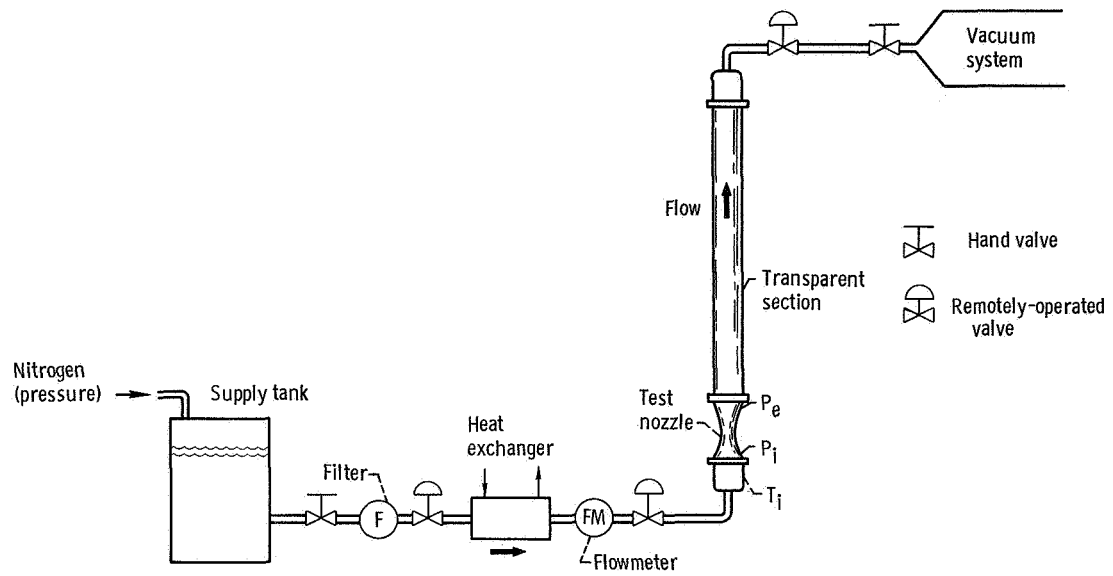 Vacuum
system
Flow
Hand valve
Transparent
section
Remotely-operated
valve
Nitrogen
(pressure)
Supply tank
Test
nozzle
Pe
Pi
Heat
exchanger
Filter
Ti
F
FM
Flowmeter